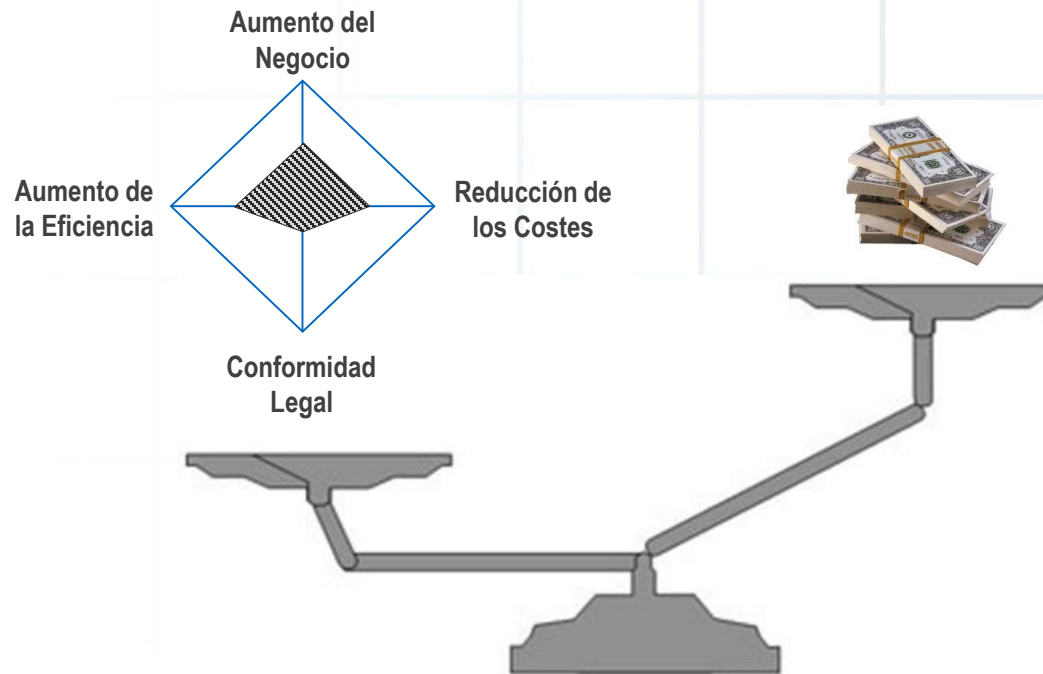 Aumento del
Negocio
Aumento de
la Eficiencia
Reducción de
los Costes
Conformidad
Legal